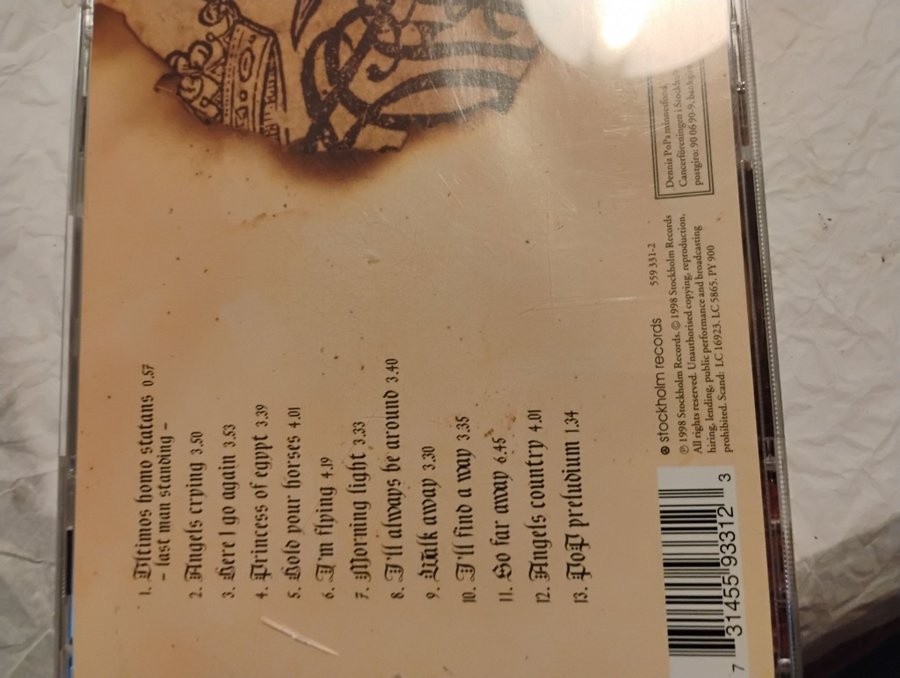 1. Ultimos homo statans 0.57
– last man standing –
2. Angels crying 3.50
3. Here I go again 3.53
4. Princess of egypt 3.39
5. Hold your horses 4.01
6. I'm flying 4.19
7. Morning light 3.33
8. I'll always be around 3.40
9. Walk away 3.30
10. I'll find a way 3.35
11. So far away 6.45
12. Angels country 4.01
13. PoP preludium 1.34
stockholm records
559 331-2
℗ 1998 Stockholm Records. © 1998 Stockholm Records
All rights reserved. Unauthorised copying, reproduction,
hiring, lending, public performance and broadcasting
prohibited. Scand: LC 16923. LC 5865. PY 900
Denniz PoPs minnesfond,
Cancerföreningen i Stockh
postgiro: 90 06 90-9,
7 31455 93312 3